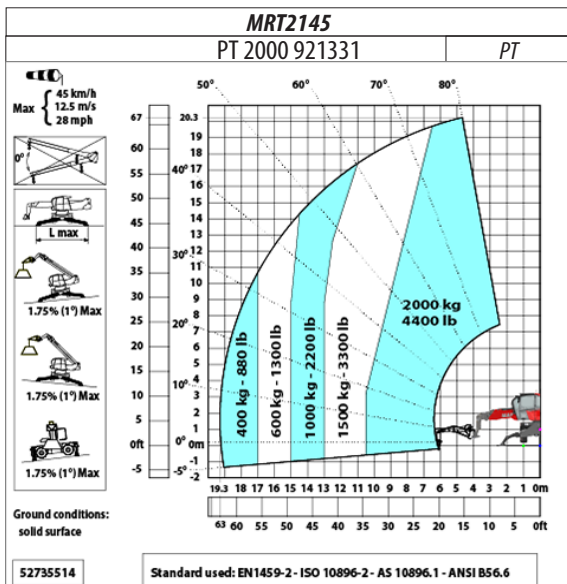 MRT2145
PT 2000 921331
PT
Max
45 km/h
12.5 m/s
28 mph
0°
L max
1.75% (1°) Max
1.75% (1°) Max
1.75% (1°) Max
Ground conditions:
solid surface
52735514
50° 60° 70° 80°
40°
30°
20°
10°
0°
-5°
67
60
55
50
45
40
35
30
25
20
15
10
5
0ft
-5
20.3
19
18
17
16
15
14
13
12
11
10
9
8
7
6
5
4
3
2
1
0m
-1
-2
400 kg - 880 lb
600 kg - 1300 lb
1000 kg - 2200 lb
1500 kg - 3300 lb
2000 kg
4400 lb
19.3 18 17 16 15 14 13 12 11 10 9 8 7 6 5 4 3 2 1 0m
63 60 55 50 45 40 35 30 25 20 15 10 5 0ft
Standard used: EN1459-2 - ISO 10896-2 - AS 10896.1 - ANSI B56.6